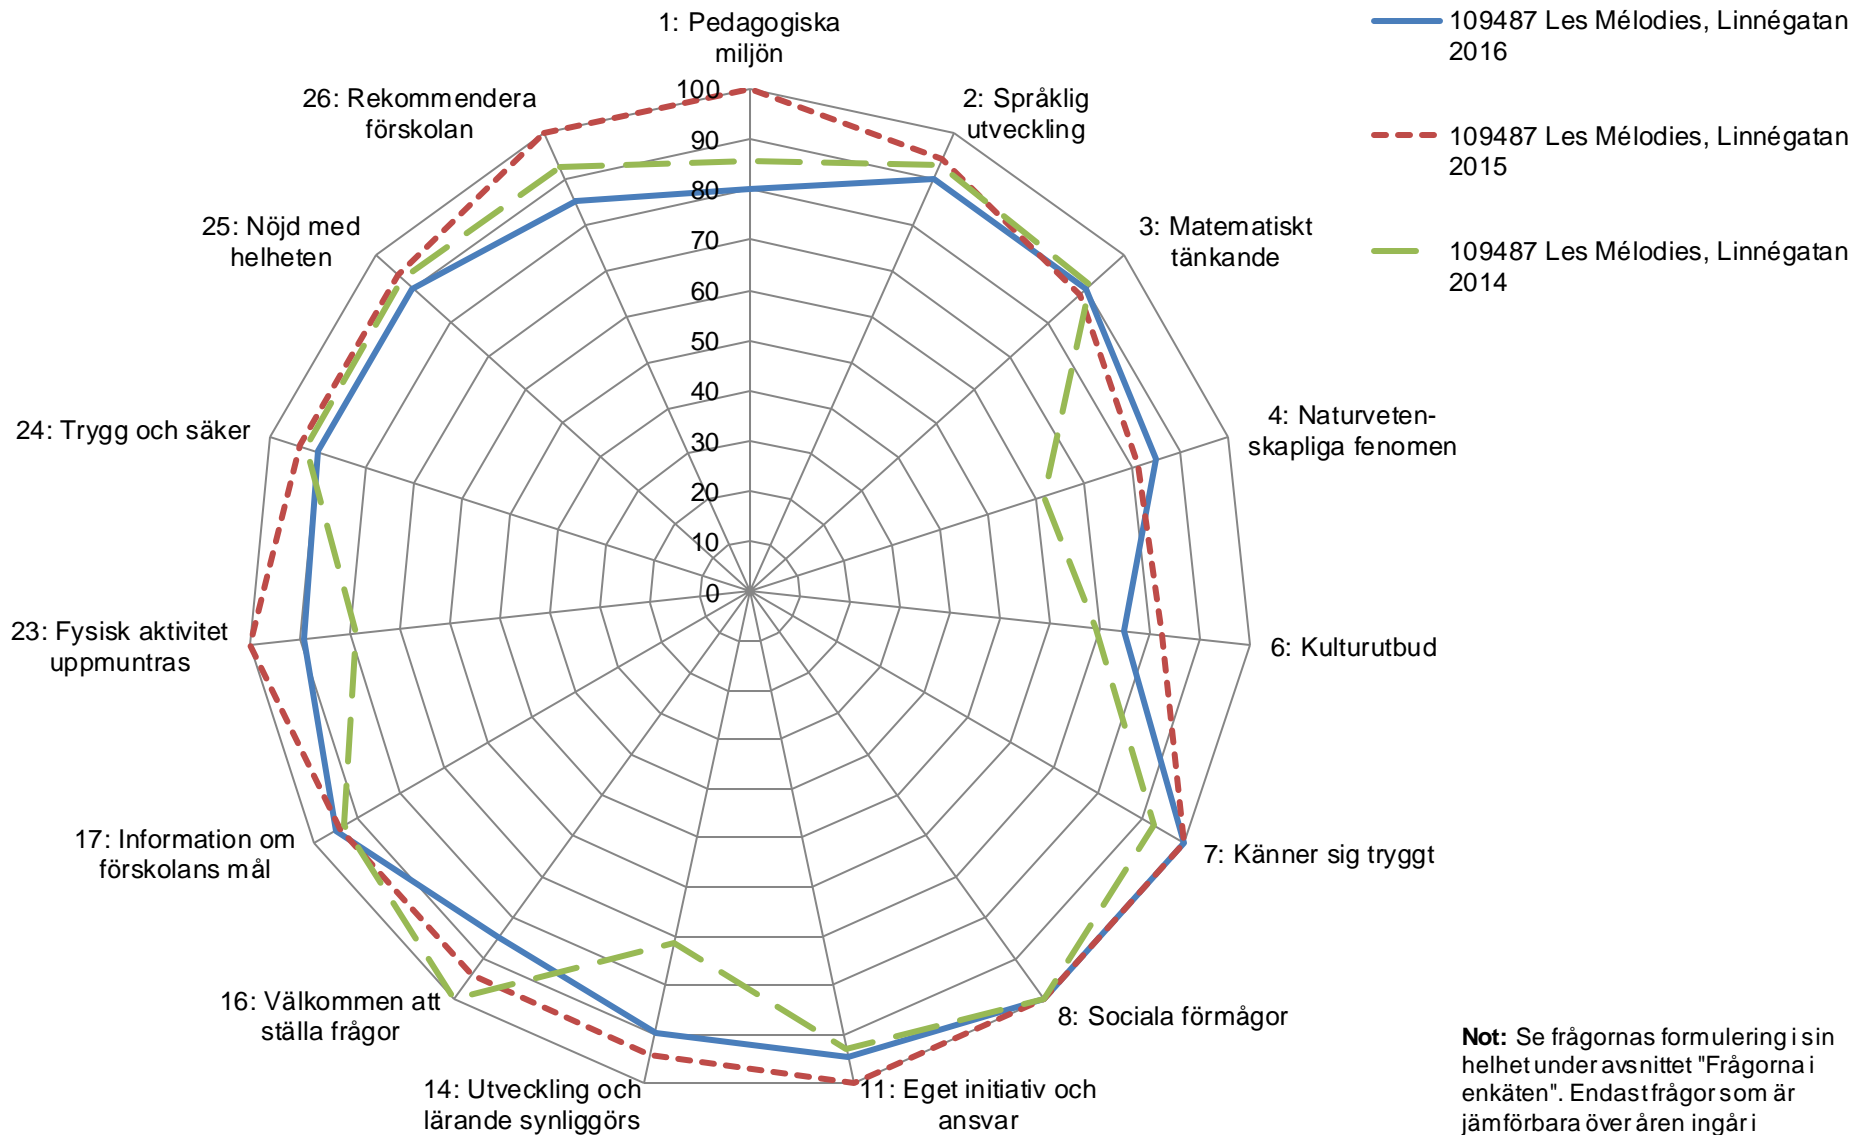 1: Pedagogiska
miljön
2: Språklig
utveckling
3: Matematiskt
tänkande
4: Naturveten-
skapliga fenomen
6: Kulturutbud
7: Känner sig tryggt
8: Sociala förmågor
11: Eget initiativ och
ansvar
14: Utveckling och
lärande synliggörs
16: Välkommen att
ställa frågor
17: Information om
förskolans mål
23: Fysisk aktivitet
uppmuntras
24: Trygg och säker
25: Nöjd med
helheten
26: Rekommendera
förskolan
100
90
80
70
60
50
40
30
20
10
0
109487 Les Mélodies, Linnégatan
2016
109487 Les Mélodies, Linnégatan
2015
109487 Les Mélodies, Linnégatan
2014
Not: Se frågornas formulering i sin
helhet under avsnittet "Frågorna i
enkäten". Endast frågor som är
jämförbara över åren ingår i